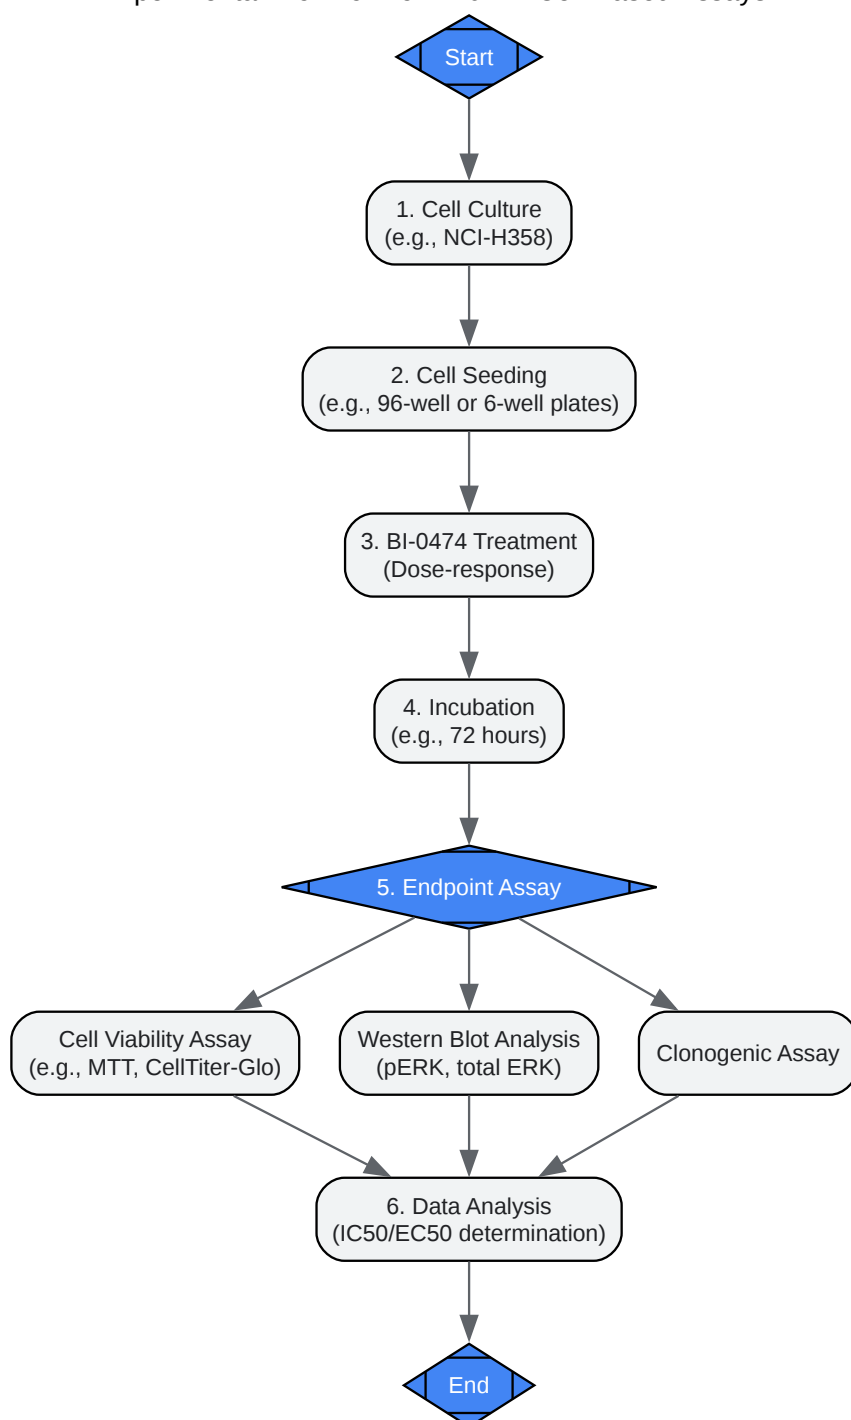 Start
1. Cell Culture
(e.g., NCI-H358)
2. Cell Seeding
(e.g., 96-well or 6-well plates)
3. BI-0474 Treatment
(Dose-response)
4. Incubation
(e.g., 72 hours)
5. Endpoint Assay
Cell Viability Assay
(e.g., MTT, CellTiter-Glo)
Western Blot Analysis
(pERK, total ERK)
Clonogenic Assay
6. Data Analysis
(IC50/EC50 determination)
End